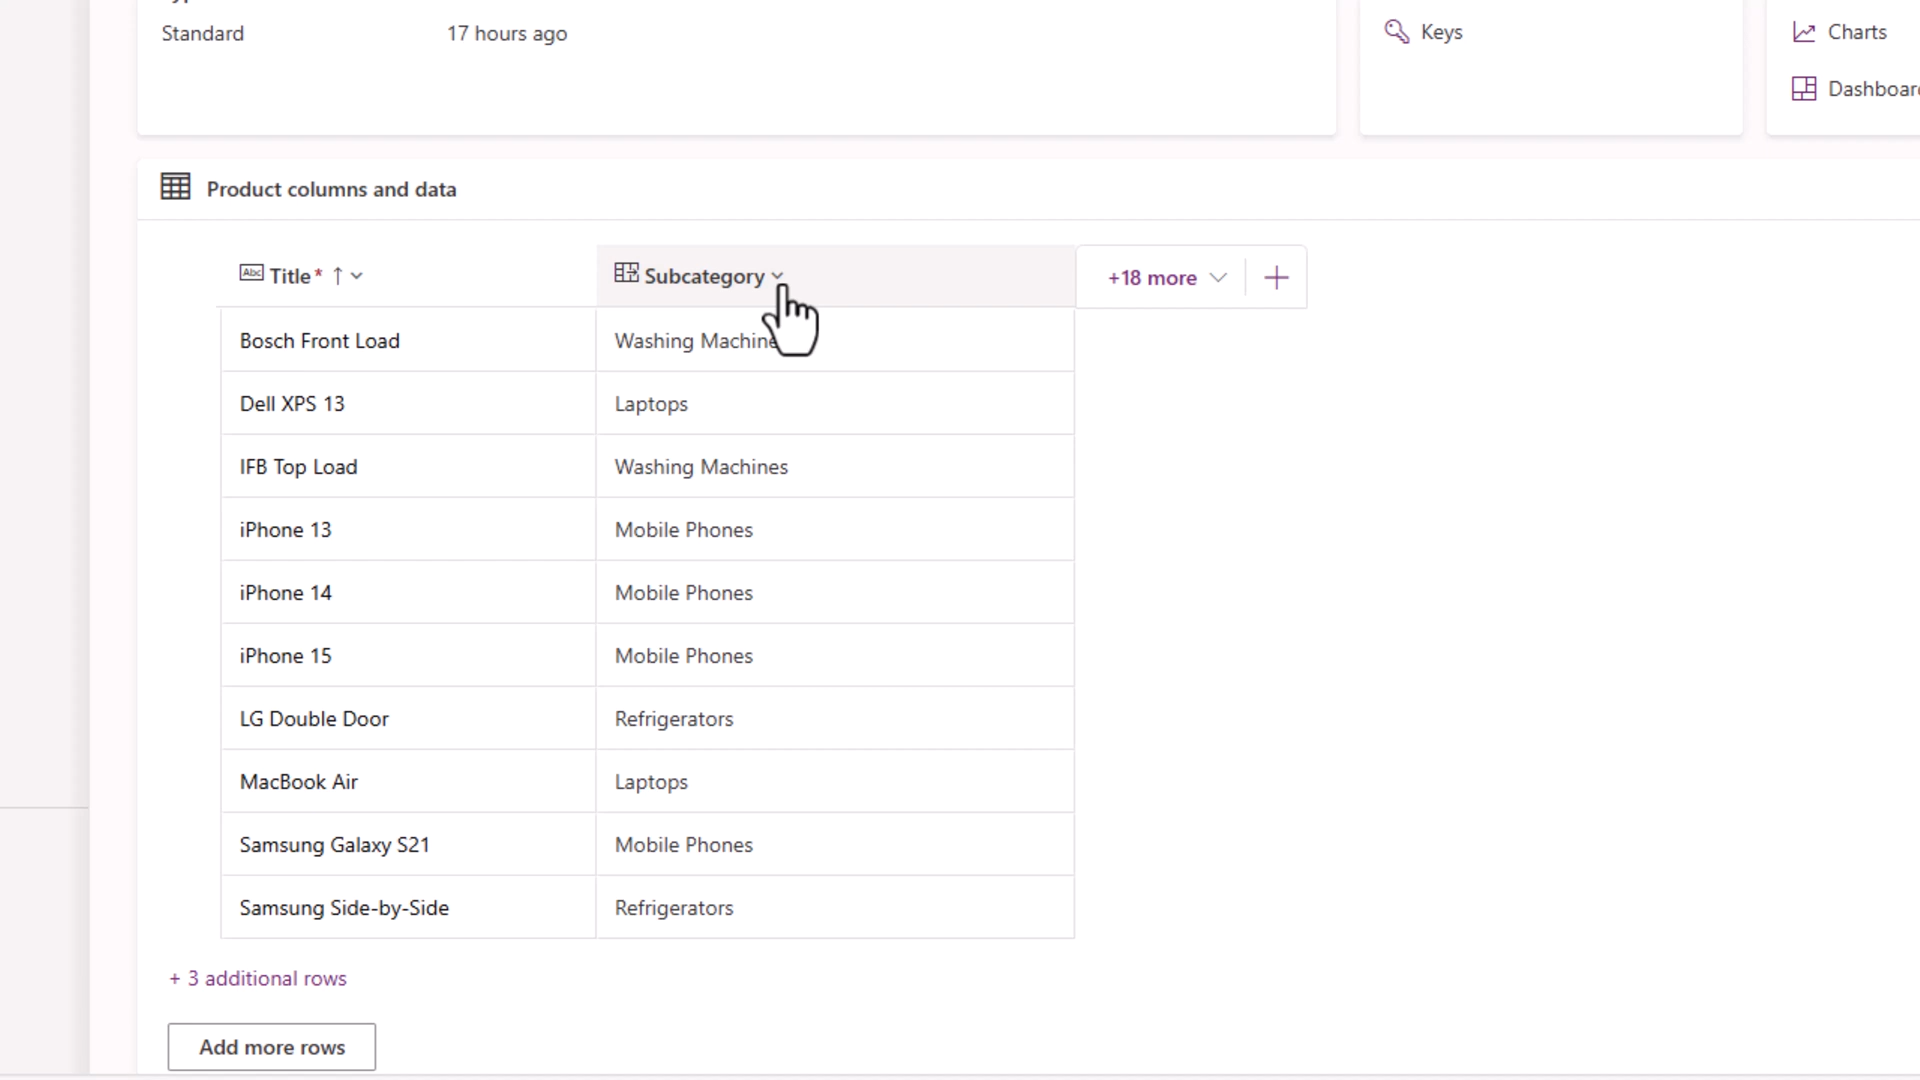 Standard 17 hours ago
Keys
Charts
Dashboar
Product columns and data
Abc Title* ↑ Subcategory +18 more +
Bosch Front Load Washing Machine
Dell XPS 13 Laptops
IFB Top Load Washing Machines
iPhone 13 Mobile Phones
iPhone 14 Mobile Phones
iPhone 15 Mobile Phones
LG Double Door Refrigerators
MacBook Air Laptops
Samsung Galaxy S21 Mobile Phones
Samsung Side-by-Side Refrigerators
+ 3 additional rows
Add more rows